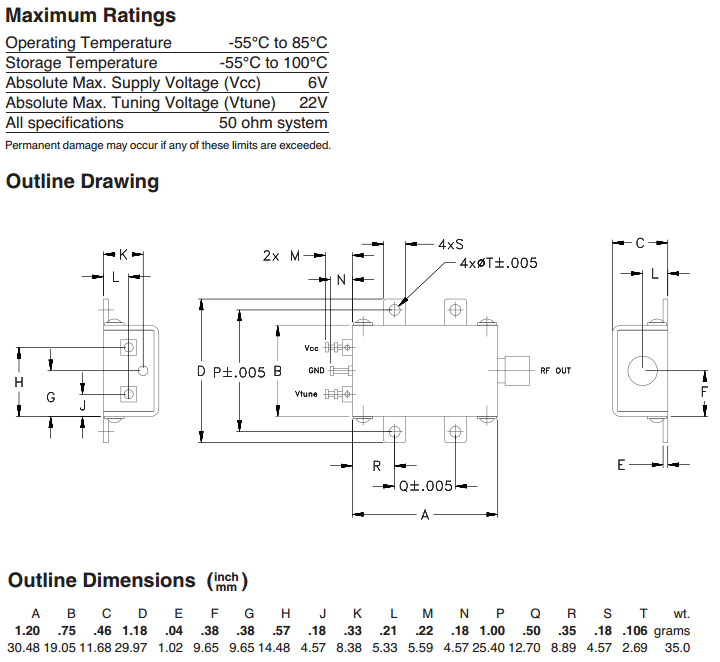 Maximum Ratings
Operating Temperature -55°C to 85°C
Storage Temperature -55°C to 100°C
Absolute Max. Supply Voltage (Vcc) 6V
Absolute Max. Tuning Voltage (Vtune) 22V
All specifications 50 ohm system
Permanent damage may occur if any of these limits are exceeded.
Outline Drawing
K
L
H
G
J
2x M
N
4xS
4xøT±.005
D
P±.005
B
Vcc
GND
Vtune
RF OUT
R
Q±.005
A
C
L
F
E
Outline Dimensions (inch/mm)
A B C D E F G H J K L M N P Q R S T wt.
1.20 .75 .46 1.18 .04 .38 .38 .57 .18 .33 .21 .22 .18 1.00 .50 .35 .18 .106 grams
30.48 19.05 11.68 29.97 1.02 9.65 9.65 14.48 4.57 8.38 5.33 5.59 4.57 25.40 12.70 8.89 4.57 2.69 35.0